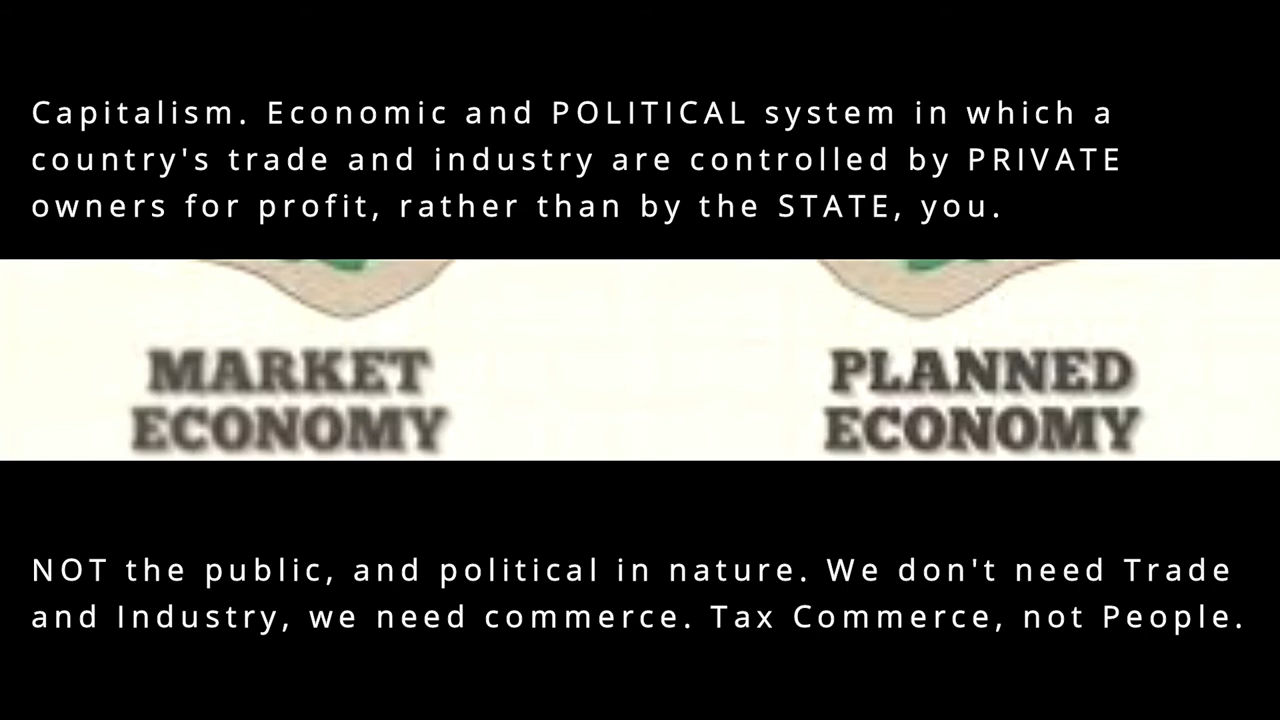 Capitalism. Economic and POLITICAL system in which a
country's trade and industry are controlled by PRIVATE
owners for profit, rather than by the STATE, you.
MARKET PLANNED
ECONOMY ECONOMY
NOT the public, and political in nature. We don't need Trade
and Industry, we need commerce. Tax Commerce, not People.